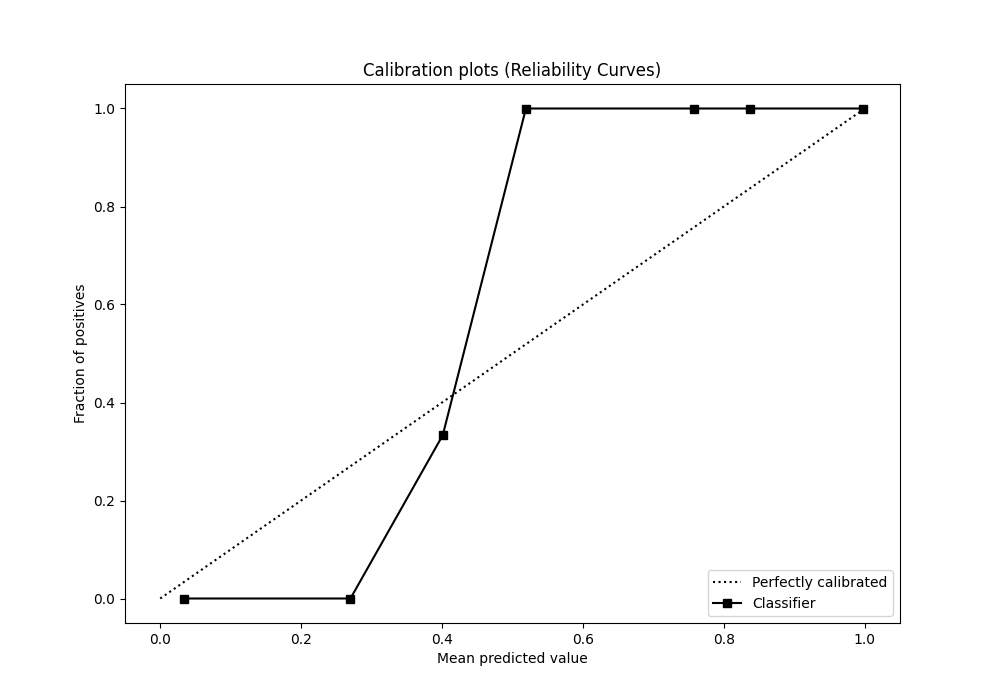 Calibration plots (Reliability Curves)
1.0
0.8
0.6
0.4
0.2
0.0
Fraction of positives
0.0 0.2 0.4 0.6 0.8 1.0
Mean predicted value
Perfectly calibrated
Classifier